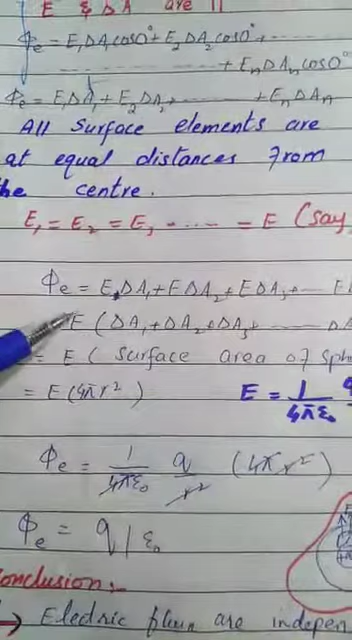 E & ΔA are ||
Φe = E₁ΔA₁cos0° + E₂ΔA₂cos0° + ------
------------ + EₙΔAₙcos0°
Φe = E₁ΔA₁ + E₂ΔA₂ + ------ + EₙΔAₙ
All surface elements are
at equal distances from
the centre.
E₁ = E₂ = E₃ ------ = E (say
Φe = EΔA₁ + EΔA₂ + EΔA₃ + --- E
E (ΔA₁ + ΔA₂ + ΔA₃ + ------ ΔA
= E ( surface area of sph
= E (4πr²)
E = 1/4πε₀ q
Φe = 1/4πε₀ q/r² (4πr²)
Φe = q/ε₀
Conclusion:-
→ Electric flux are indepen